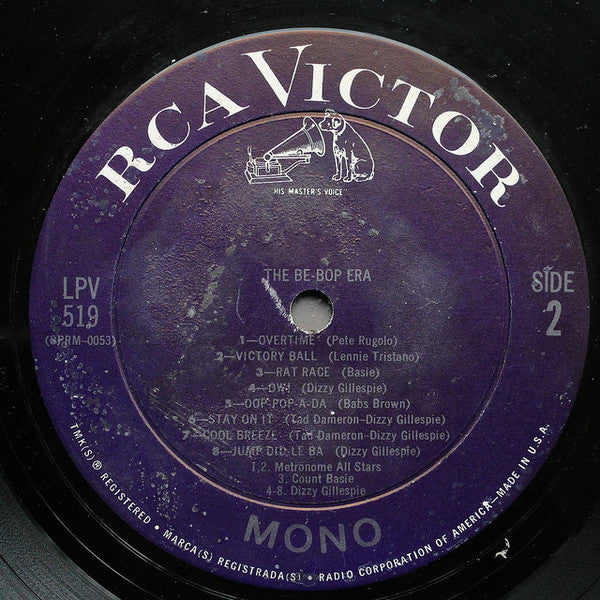 RCA VICTOR
"HIS MASTER'S VOICE"
THE BE-BOP ERA
LPV
519
(SPRM-0053)
SIDE
2
1—OVERTIME (Pete Rugolo)
2—VICTORY BALL (Lennie Tristano)
3—RAT RACE (Basie)
4—OW! (Dizzy Gillespie)
5—OOP-POP-A-DA (Babs Brown)
6—STAY ON IT (Tad Dameron-Dizzy Gillespie)
7—COOL BREEZE (Tad Dameron-Dizzy Gillespie)
8—JUMP DID-LE BA (Dizzy Gillespie)
1,2. Metronome All Stars
3. Count Basie
4-8. Dizzy Gillespie
MONO
TMK(S) ® REGISTERED • MARCA(S) REGISTRADA(S) • RADIO CORPORATION OF AMERICA—MADE IN U.S.A.